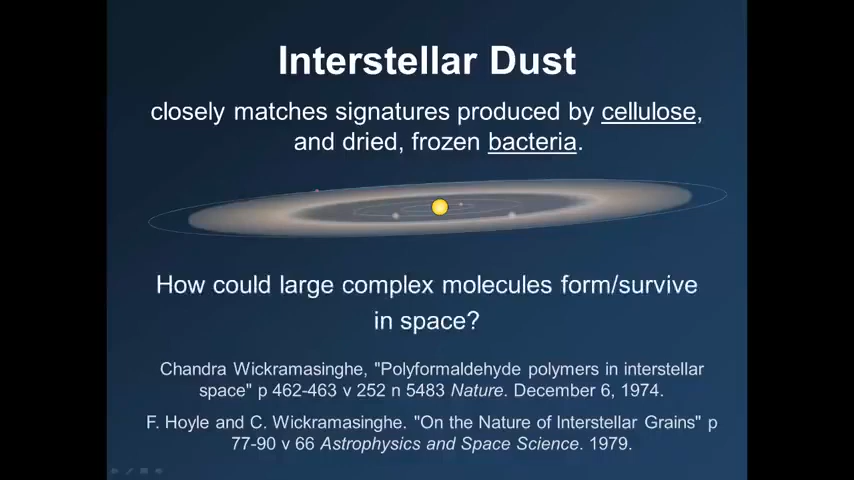 Interstellar Dust
closely matches signatures produced by cellulose,
and dried, frozen bacteria.
How could large complex molecules form/survive
in space?
Chandra Wickramasinghe, "Polyformaldehyde polymers in interstellar
space" p 462-463 v 252 n 5483 Nature. December 6, 1974.
F. Hoyle and C. Wickramasinghe. "On the Nature of Interstellar Grains" p
77-90 v 66 Astrophysics and Space Science. 1979.